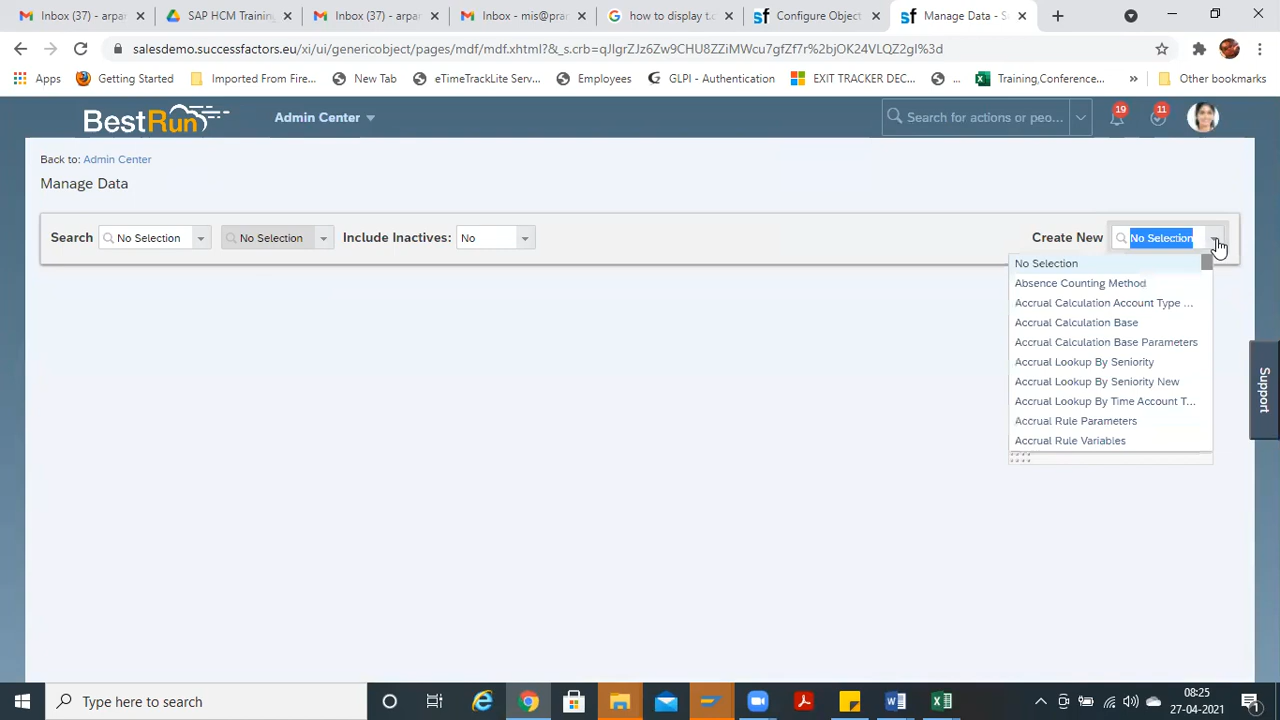 Inbox (37) - arpan
SAP HCM Training
Inbox (37) - arpan
Inbox - mis@pran
how to display t.co
Configure Object
Manage Data - S
salesdemo.successfactors.eu/xi/ui/genericobject/pages/mdf/mdf.xhtml?&_s.crb=qJIgrZJz6Zw9CHU8ZZiMWcu7gfZf7r%2bjOK24VLQZ2gI%3d
Apps
Getting Started
Imported From Fire...
New Tab
eTimeTrackLite Serv...
Employees
GLPI - Authentication
EXIT TRACKER DEC...
...
Training,Conference...
»
Other bookmarks
BestRun
Admin Center
Search for actions or peo...
19
11
Back to: Admin Center
Manage Data
Search
No Selection
No Selection
Include Inactives:
No
Create New
No Selection
No Selection
Absence Counting Method
Accrual Calculation Account Type ...
Accrual Calculation Base
Accrual Calculation Base Parameters
Accrual Lookup By Seniority
Accrual Lookup By Seniority New
Accrual Lookup By Time Account T...
Accrual Rule Parameters
Accrual Rule Variables
Support
Type here to search
08:25
27-04-2021
1